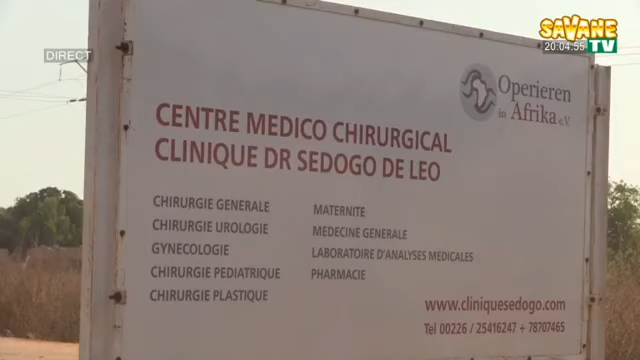 DIRECT
SAVANE
20:04:55 TV
Operieren
in Afrika e.V.
CENTRE MEDICO CHIRURGICAL
CLINIQUE DR SEDOGO DE LEO
CHIRURGIE GENERALE
CHIRURGIE UROLOGIE
GYNECOLOGIE
CHIRURGIE PEDIATRIQUE
CHIRURGIE PLASTIQUE
MATERNITE
MEDECINE GENERALE
LABORATOIRE D'ANALYSES MEDICALES
PHARMACIE
www.cliniquesedogo.com
Tel 00226 / 25416247 + 78707465